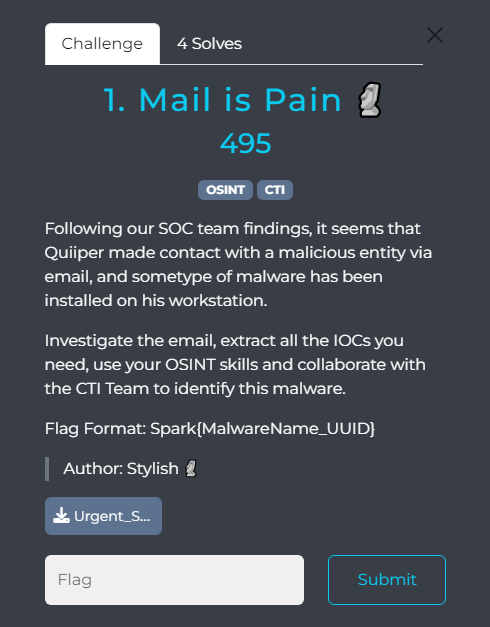 Challenge
4 Solves
1. Mail is Pain 🗿
495
OSINT CTI
Following our SOC team findings, it seems that
Quiiper made contact with a malicious entity via
email, and sometype of malware has been
installed on his workstation.
Investigate the email, extract all the IOCs you
need, use your OSINT skills and collaborate with
the CTI Team to identify this malware.
Flag Format: Spark{MalwareName_UUID}
Author: Stylish 🗿
Urgent_S...
Flag
Submit